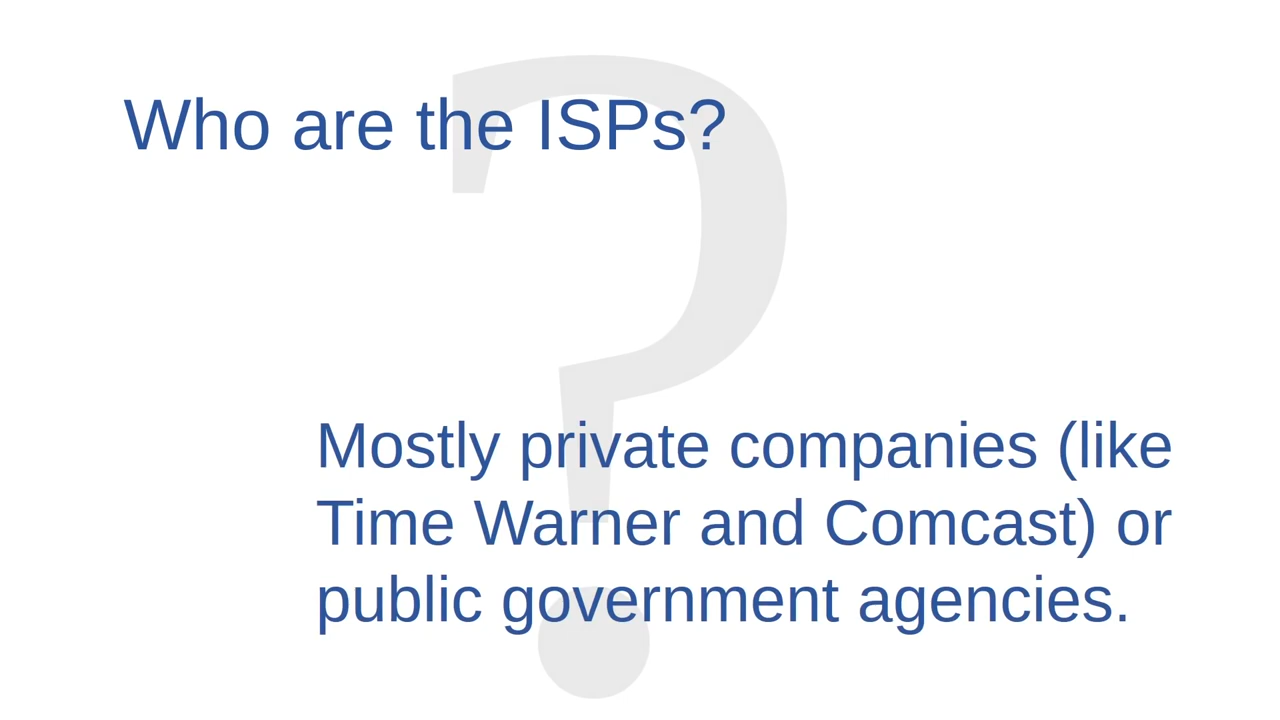 Who are the ISPs?
Mostly private companies (like
Time Warner and Comcast) or
public government agencies.